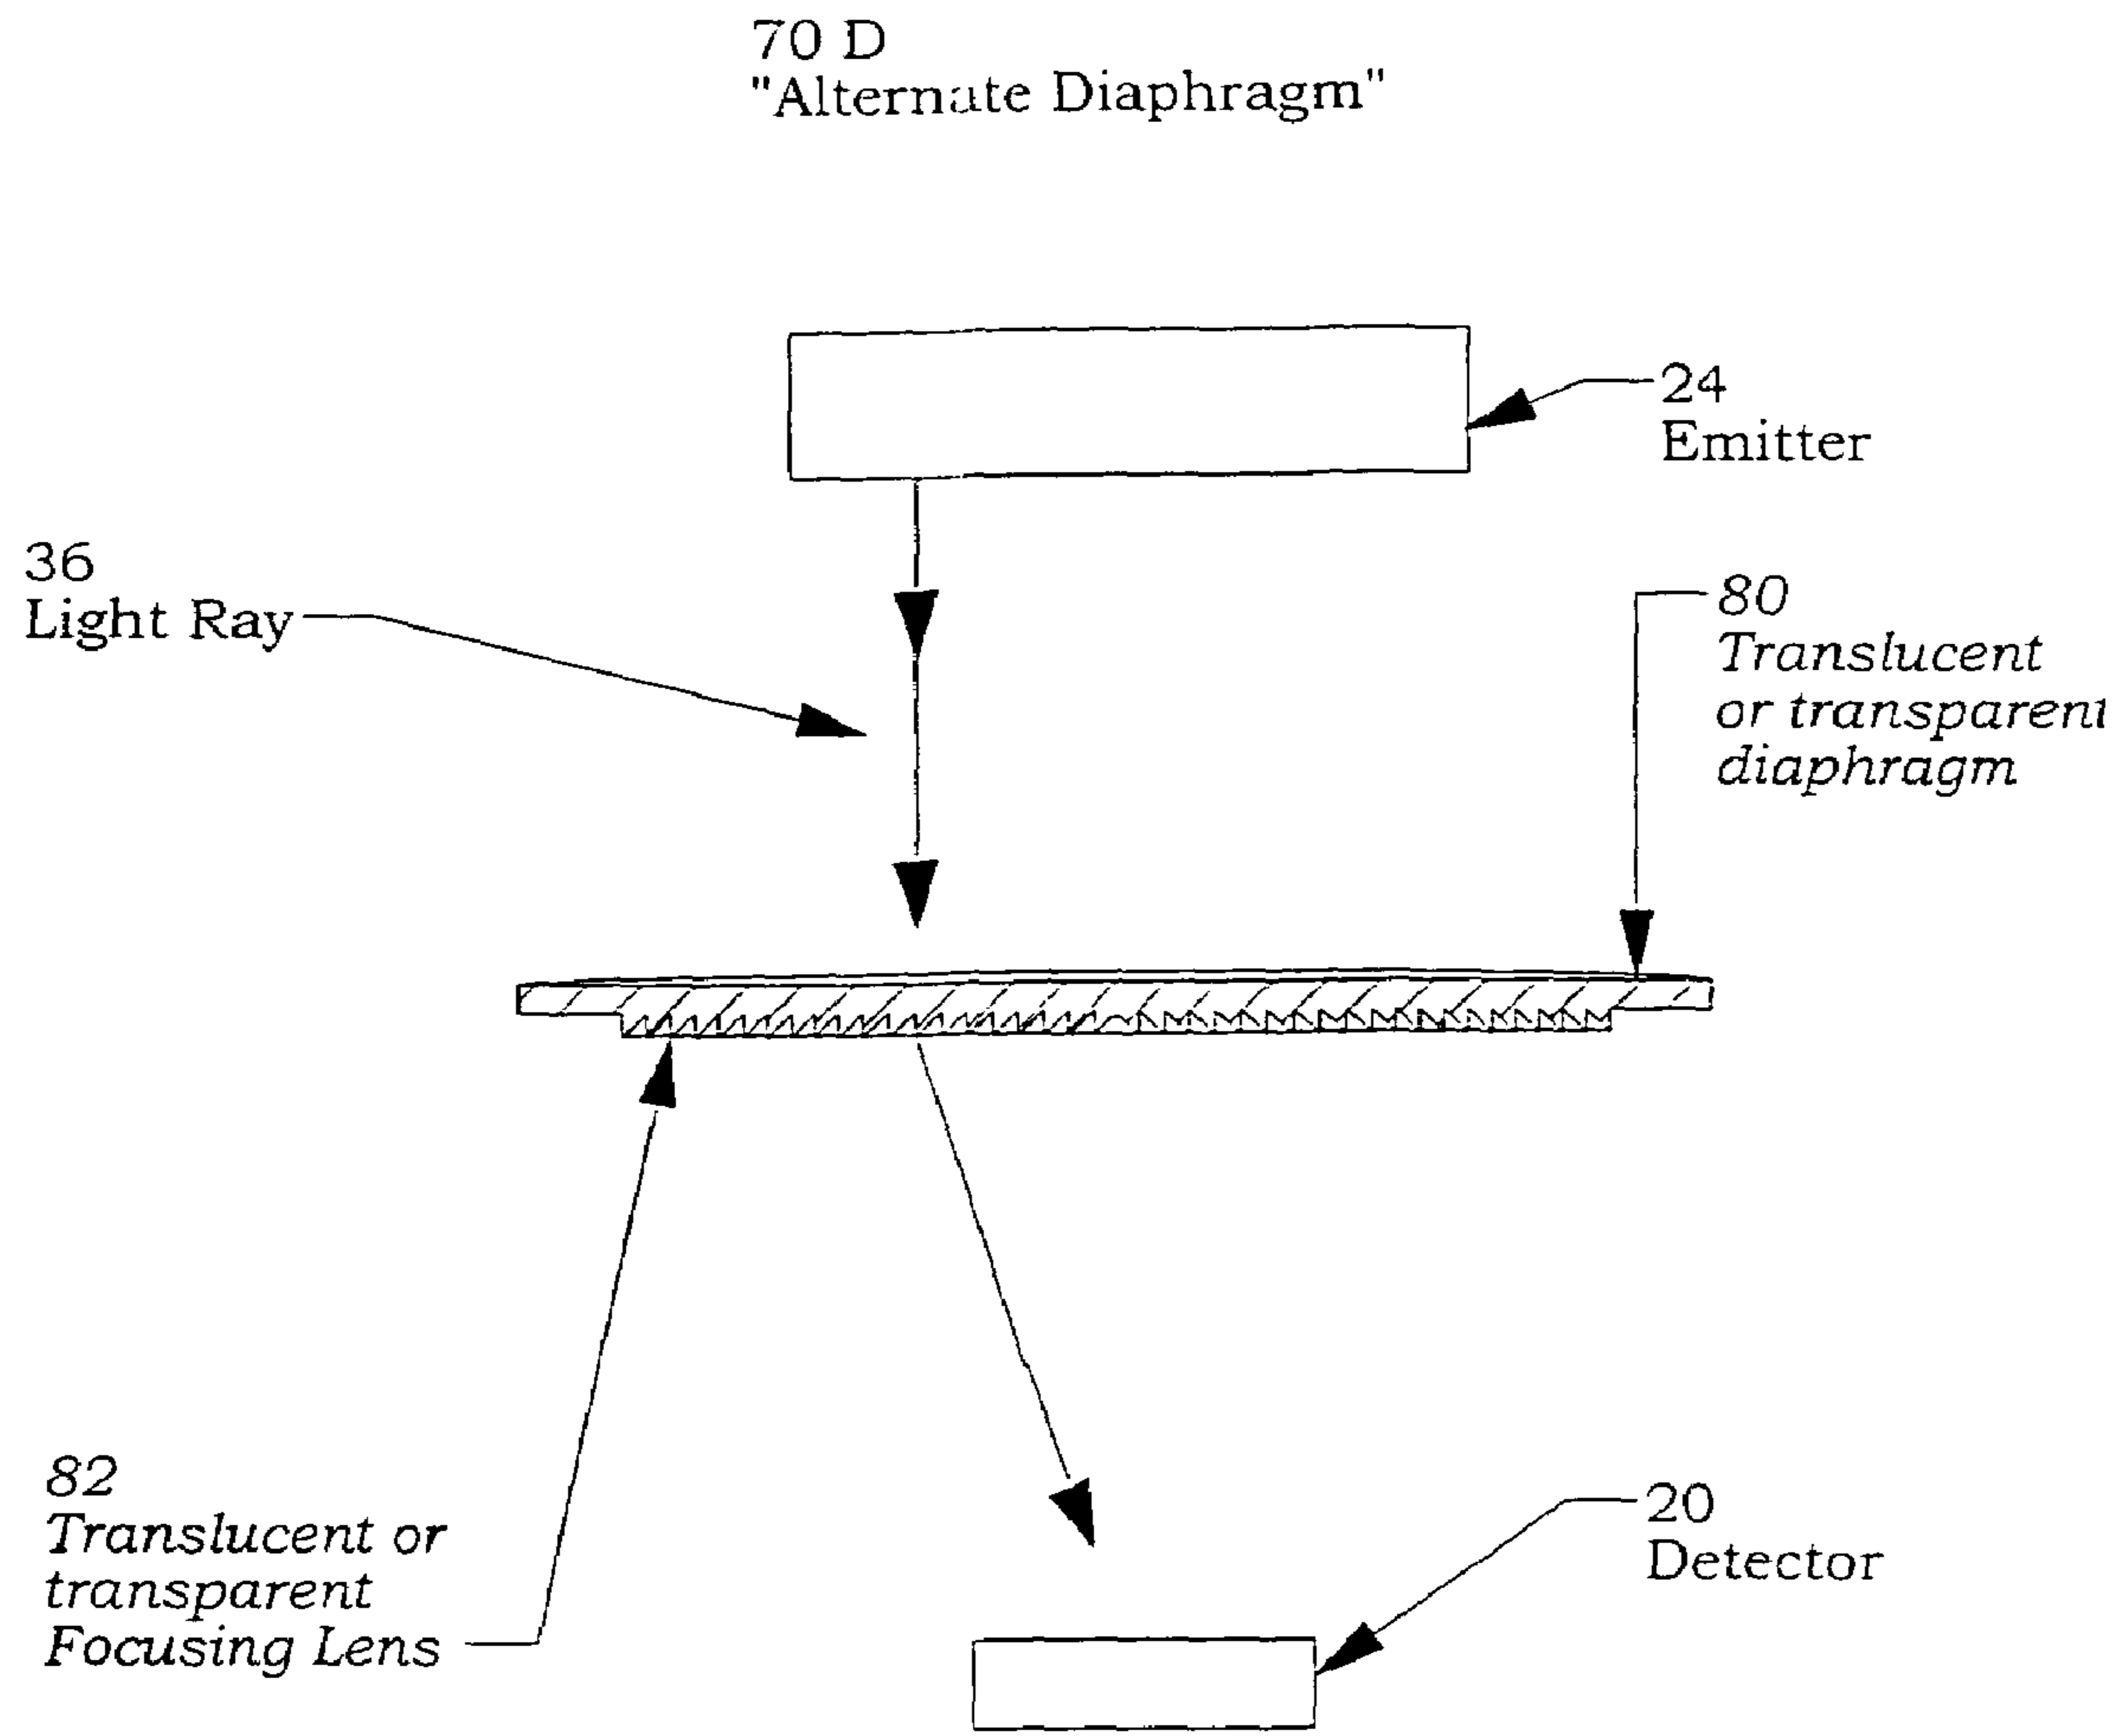 70 D
"Alternate Diaphragm"
24
Emitter
36
Light Ray
80
Translucent
or transparent
diaphragm
82
Translucent or
transparent
Focusing Lens
20
Detector